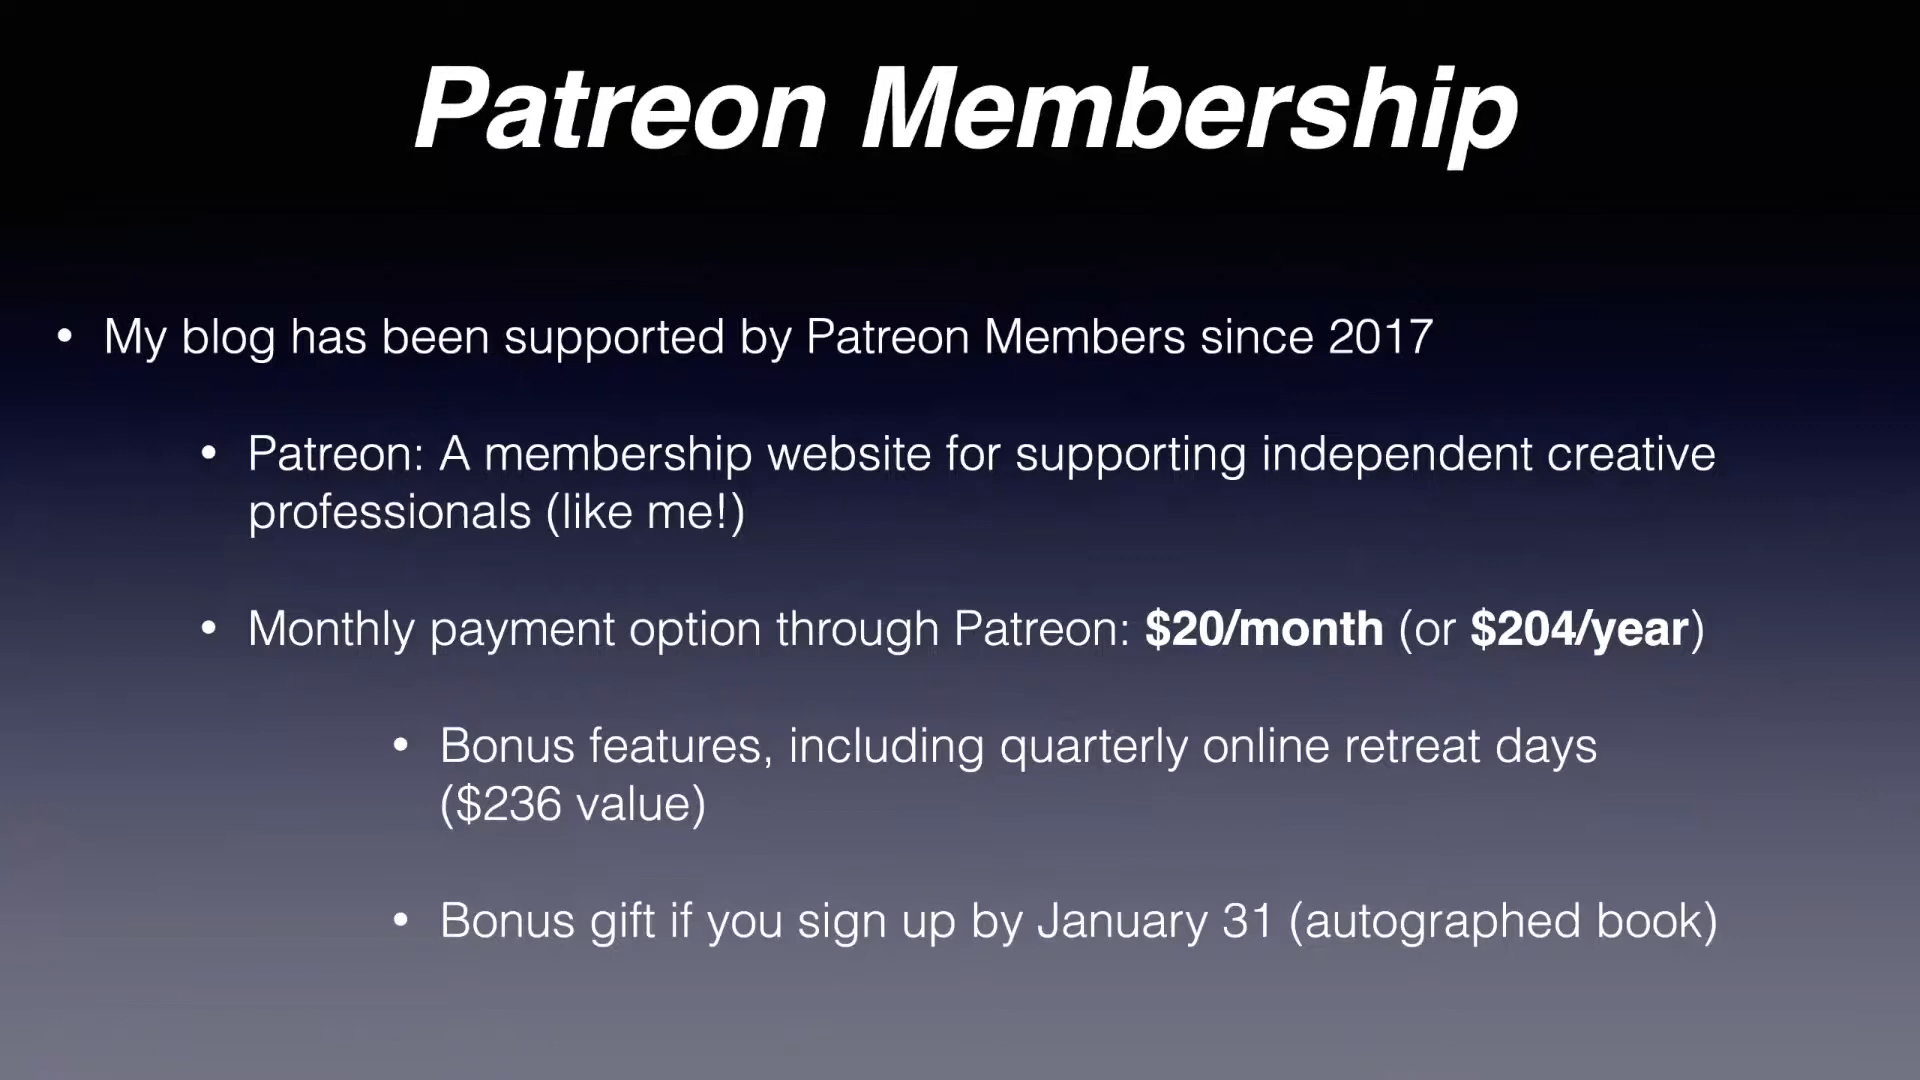 Patreon Membership
• My blog has been supported by Patreon Members since 2017
• Patreon: A membership website for supporting independent creative
professionals (like me!)
• Monthly payment option through Patreon: $20/month (or $204/year)
• Bonus features, including quarterly online retreat days
($236 value)
• Bonus gift if you sign up by January 31 (autographed book)